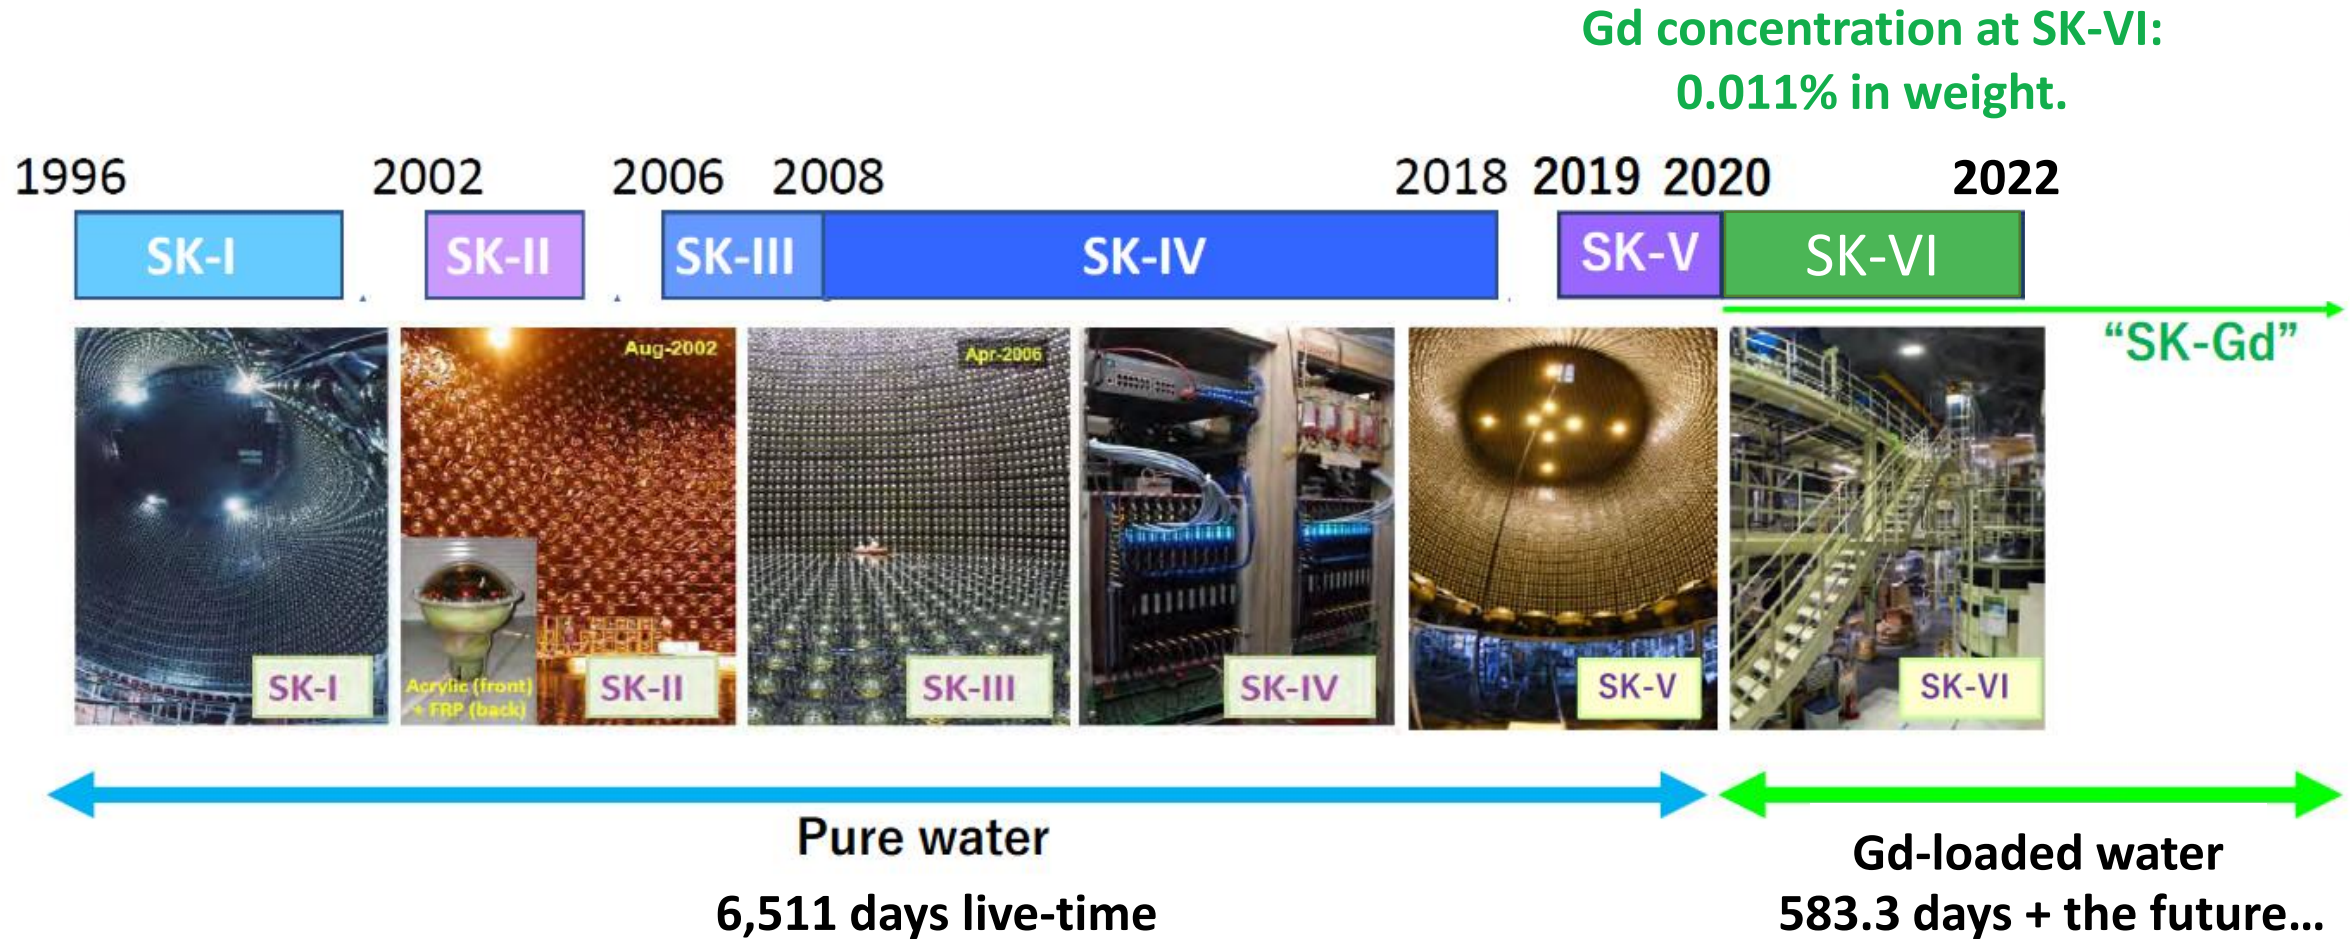 Gd concentration at SK-VI:
0.011% in weight.
1996 2002 2006 2008 2018 2019 2020 2022
SK-I SK-II SK-III SK-IV SK-V SK-VI
“SK-Gd”
Aug-2002
Apr-2006
Acrylic (front)
+ FRP (back)
SK-I SK-II SK-III SK-IV SK-V SK-VI
Pure water
6,511 days live-time
Gd-loaded water
583.3 days + the future…